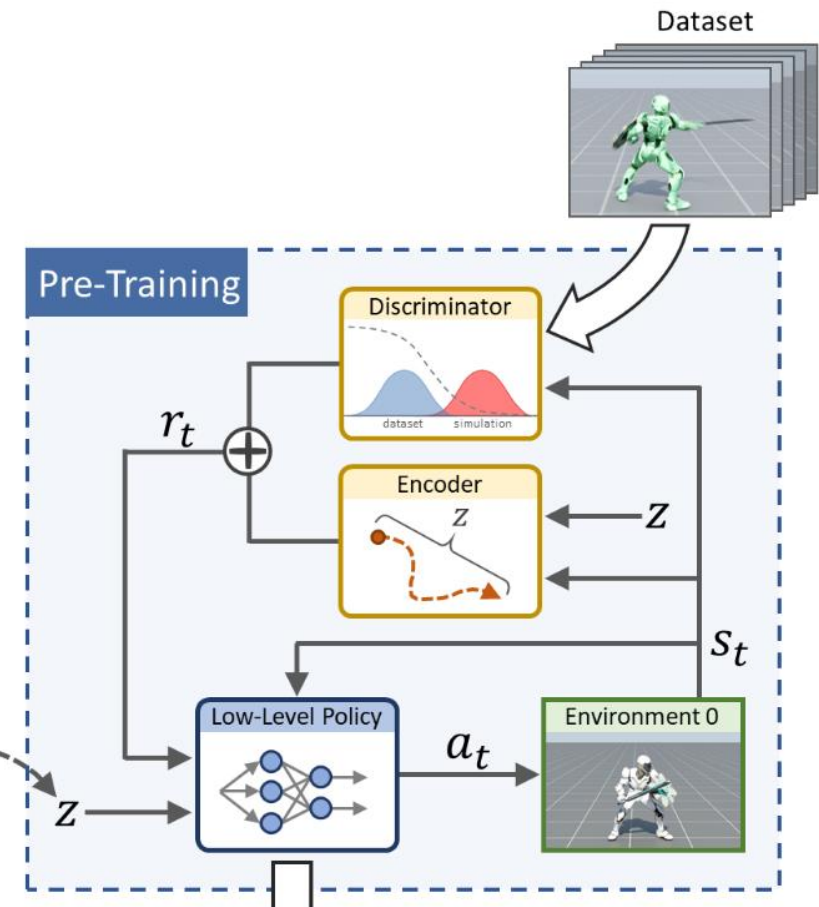 Dataset
Pre-Training
Discriminator
dataset simulation
r_t
+
Encoder
z
z
s_t
Low-Level Policy
a_t
Environment 0
z